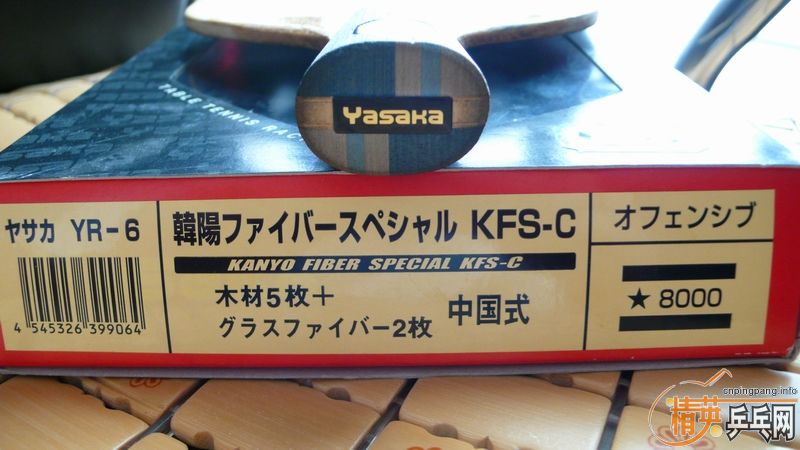 Yasaka
TABLE TENNIS RAC
ヤサカ YR-6
4 545326 399064
韓陽ファイバースペシャル KFS-C
KANYO FIBER SPECIAL KFS-C
木材5枚＋
グラスファイバー2枚
中国式
オフェンシブ
★ 8000
cnpingpang.info
精英乒乓网